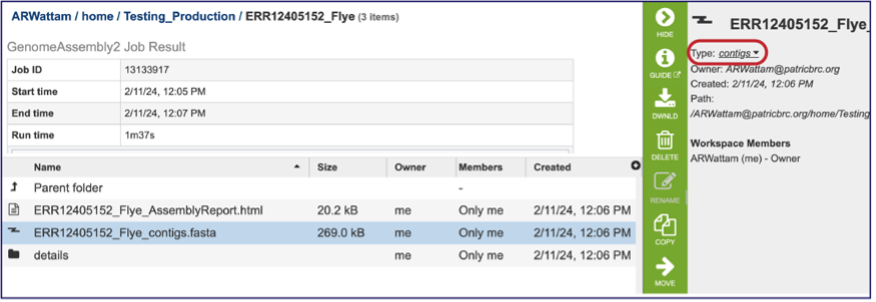 ARWattam / home / Testing_Production / ERR12405152_Flye (3 items)
GenomeAssembly2 Job Result
Job ID 13133917
Start time 2/11/24, 12:05 PM
End time 2/11/24, 12:07 PM
Run time 1m37s
Name Size Owner Members Created
Parent folder -
ERR12405152_Flye_AssemblyReport.html 20.2 kB me Only me 2/11/24, 12:06 PM
ERR12405152_Flye_contigs.fasta 269.0 kB me Only me 2/11/24, 12:06 PM
details me Only me 2/11/24, 12:06 PM
HIDE
GUIDE
DWNLD
DELETE
RENAME
COPY
MOVE
ERR12405152_Flye_
Type: contigs
Owner: ARWattam@patricbrc.org
Created: 2/11/24, 12:06 PM
Path:
/ARWattam@patricbrc.org/home/Testing
Workspace Members
ARWattam (me) - Owner